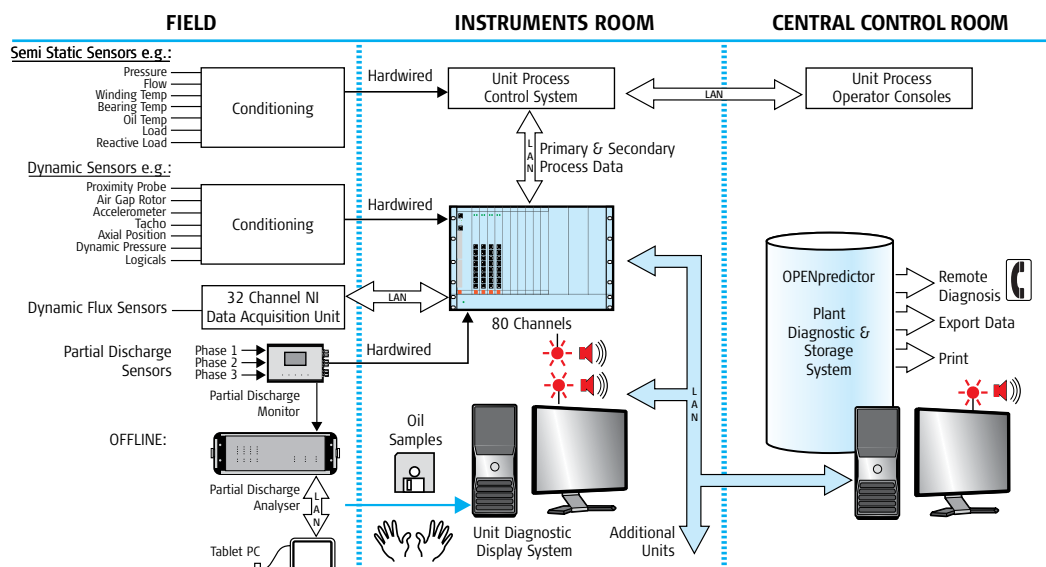 FIELD
INSTRUMENTS ROOM
CENTRAL CONTROL ROOM
Semi Static Sensors e.g.:
Pressure
Flow
Winding Temp
Bearing Temp
Oil Temp
Load
Reactive Load
Conditioning
Hardwired
Unit Process
Control System
LAN
Unit Process
Operator Consoles
LAN
Primary & Secondary
Process Data
Dynamic Sensors e.g.:
Proximity Probe
Air Gap Rotor
Accelerometer
Tacho
Axial Position
Dynamic Pressure
Logicals
Conditioning
Hardwired
Dynamic Flux Sensors
32 Channel NI
Data Acquisition Unit
LAN
80 Channels
OPENpredictor
Plant
Diagnostic &
Storage
System
Remote
Diagnosis
Export Data
Print
Partial Discharge
Sensors
Phase 1
Phase 2
Phase 3
Hardwired
Partial Discharge
Monitor
LAN
OFFLINE:
Oil
Samples
Partial Discharge
Analyser
LAN
Tablet PC
Unit Diagnostic
Display System
Additional
Units